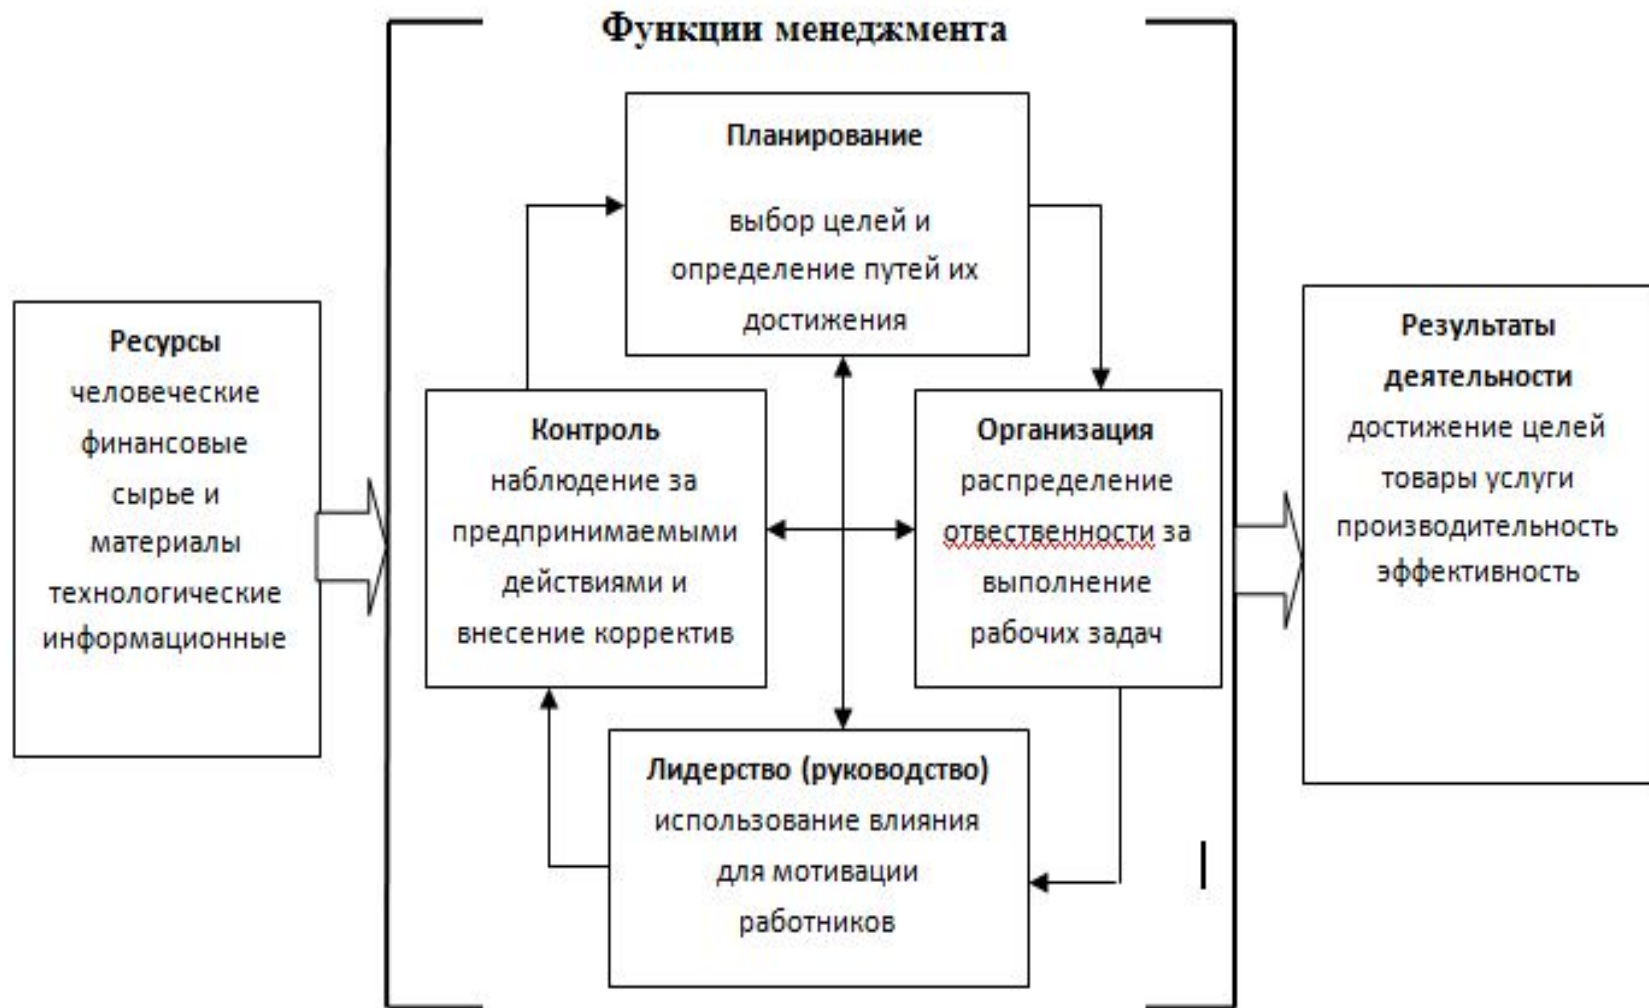 Функции менеджмента
Планирование
выбор целей и
определение путей их
достижения
Ресурсы
человеческие
финансовые
сырье и
материалы
технологические
информационные
Контроль
наблюдение за
предпринимаемыми
действиями и
внесение корректив
Организация
распределение
отвественности за
выполнение
рабочих задач
Лидерство (руководство)
использование влияния
для мотивации
работников
Результаты
деятельности
достижение целей
товары услуги
производительность
эффективность